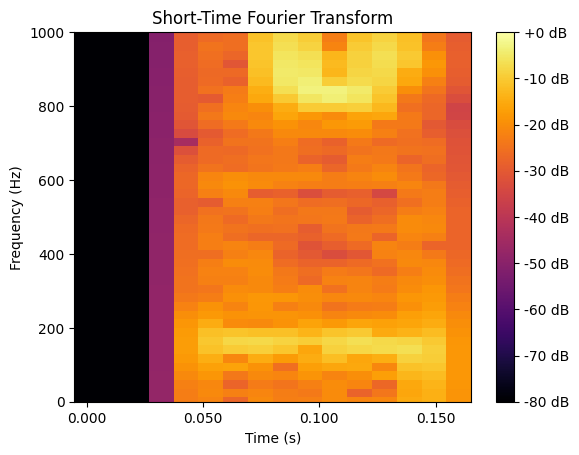 Short-Time Fourier Transform
1000
800
600
400
200
0
Frequency (Hz)
0.000
0.050
0.100
0.150
Time (s)
+0 dB
-10 dB
-20 dB
-30 dB
-40 dB
-50 dB
-60 dB
-70 dB
-80 dB